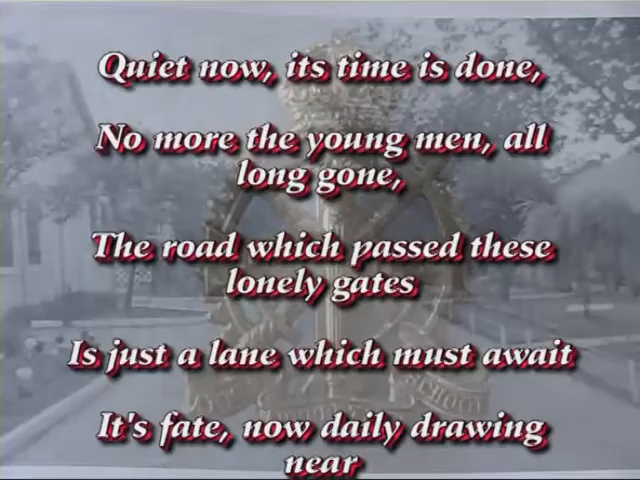 Quiet now, its time is done,
No more the young men, all
long gone,
The road which passed these
lonely gates
Is just a lane which must await
It's fate, now daily drawing
near
SCHOOL